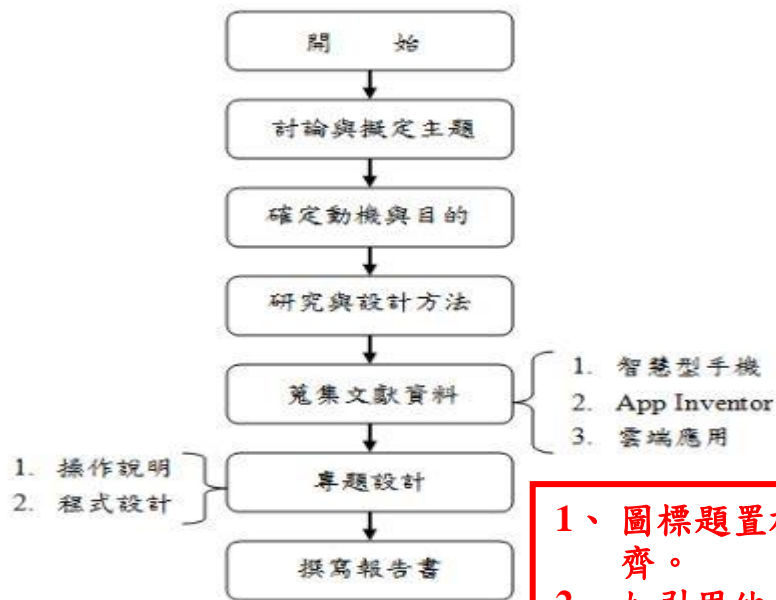 開 始
討論與擬定主題
確定動機與目的
研究與設計方法
蒐集文獻資料
1. 智慧型手機
2. App Inventor
3. 雲端應用
1. 操作說明
2. 程式設計
專題設計
撰寫報告書
1、圖標題置
齊。